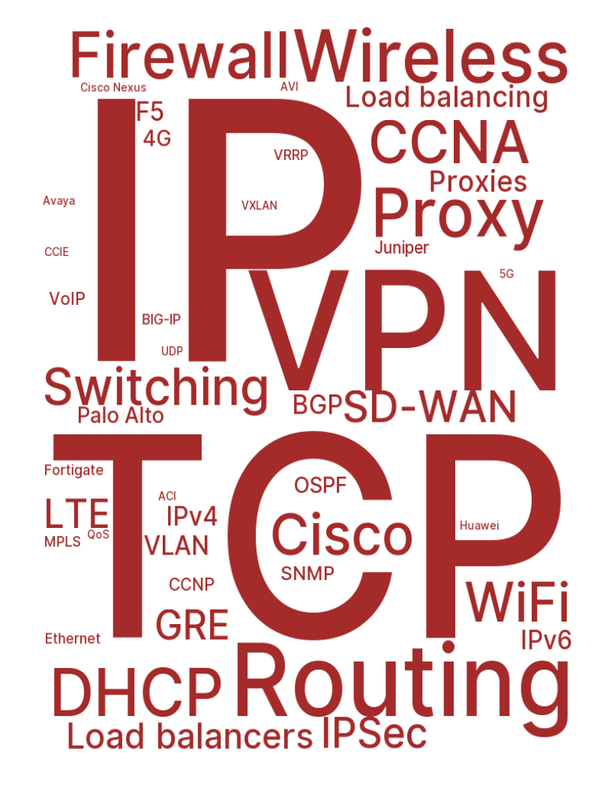 Firewall
Wireless
Cisco Nexus
AVI
Load balancing
IP
F5
4G
VRRP
CCNA
Proxies
Avaya
VXLAN
Proxy
Juniper
CCIE
VPN
5G
VoIP
BIG-IP
UDP
Switching
BGP
SD-WAN
Palo Alto
TCP
Fortigate
OSPF
ACI
LTE
IPv4
Cisco
Huawei
QoS
MPLS
VLAN
SNMP
CCNP
WiFi
GRE
Ethernet
IPv6
DHCP
Routing
Load balancers
IPSec